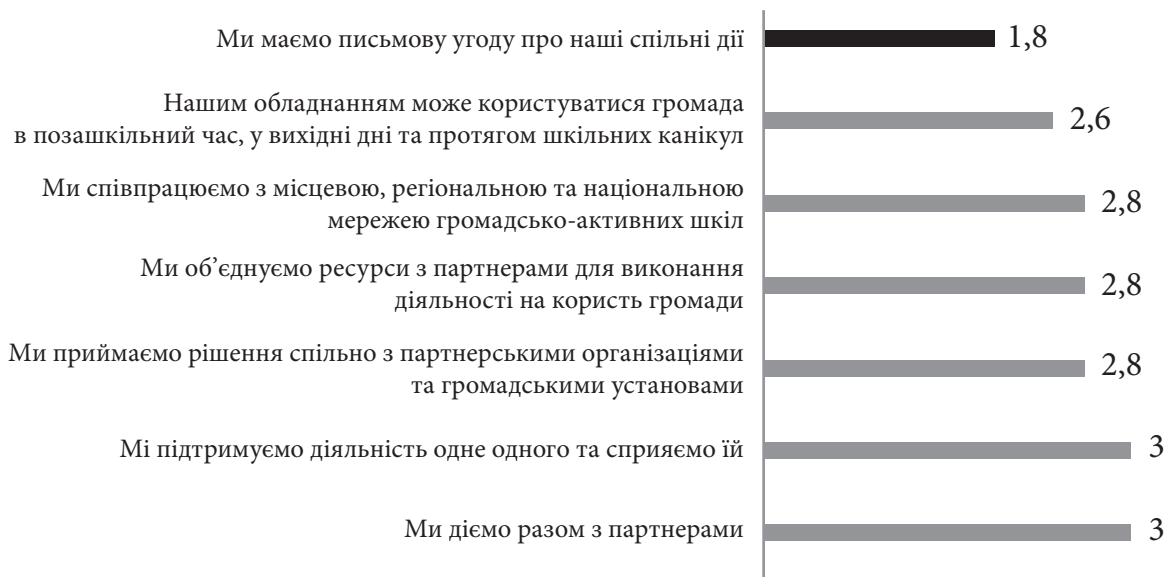 Ми маємо письмову угоду про наші спільні дії
1,8
Нашим обладнанням може користуватися громада
в позашкільний час, у вихідні дні та протягом шкільних канікул
2,6
Ми співпрацюємо з місцевою, регіональною та національною
мережею громадсько-активних шкіл
2,8
Ми об’єднуємо ресурси з партнерами для виконання
діяльності на користь громади
2,8
Ми приймаємо рішення спільно з партнерськими організаціями
та громадськими установами
2,8
Мі підтримуємо діяльність одне одного та сприяємо їй
3
Ми діємо разом з партнерами
3